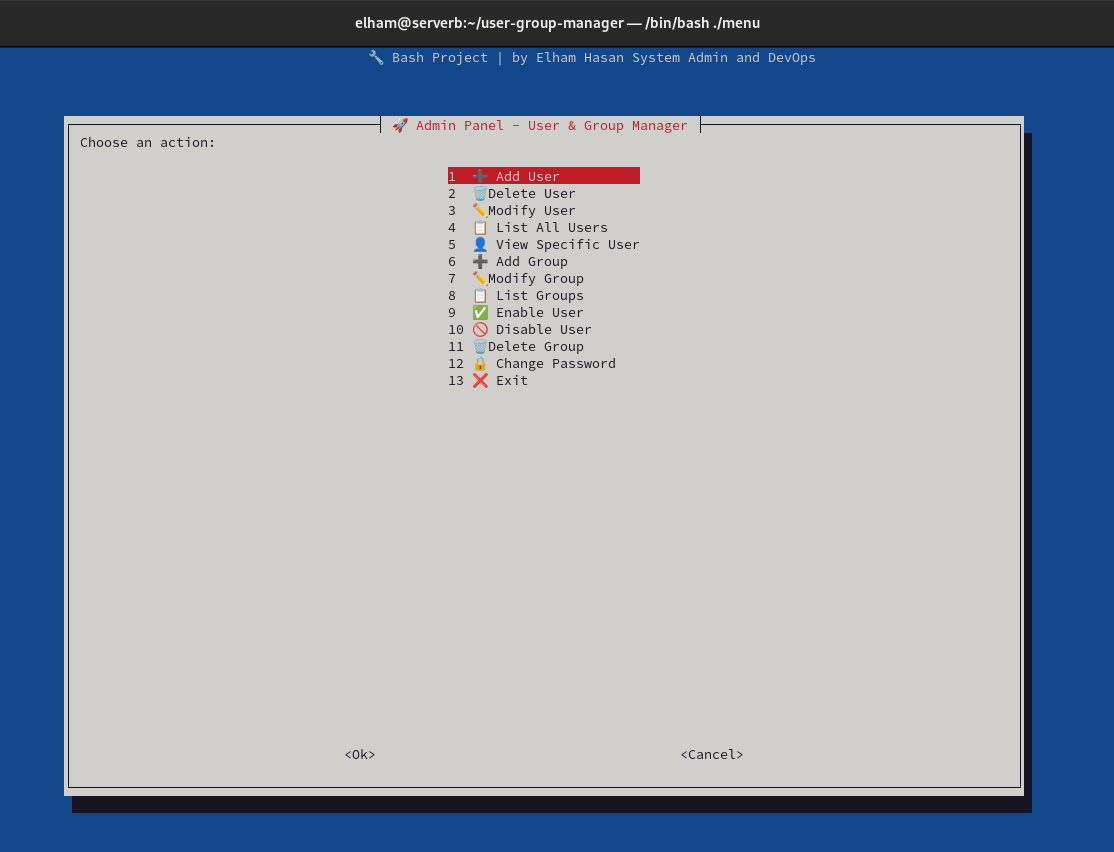 elham@serverb:~/user-group-manager — /bin/bash ./menu
🔧 Bash Project | by Elham Hasan System Admin and DevOps
🚀 Admin Panel - User & Group Manager
Choose an action:
1 ➕ Add User
2 🗑️Delete User
3 ✏️Modify User
4 📋 List All Users
5 👤 View Specific User
6 ➕ Add Group
7 ✏️Modify Group
8 📋 List Groups
9 ✅ Enable User
10 🚫 Disable User
11 🗑️Delete Group
12 🔒 Change Password
13 ❌ Exit
<Ok> <Cancel>